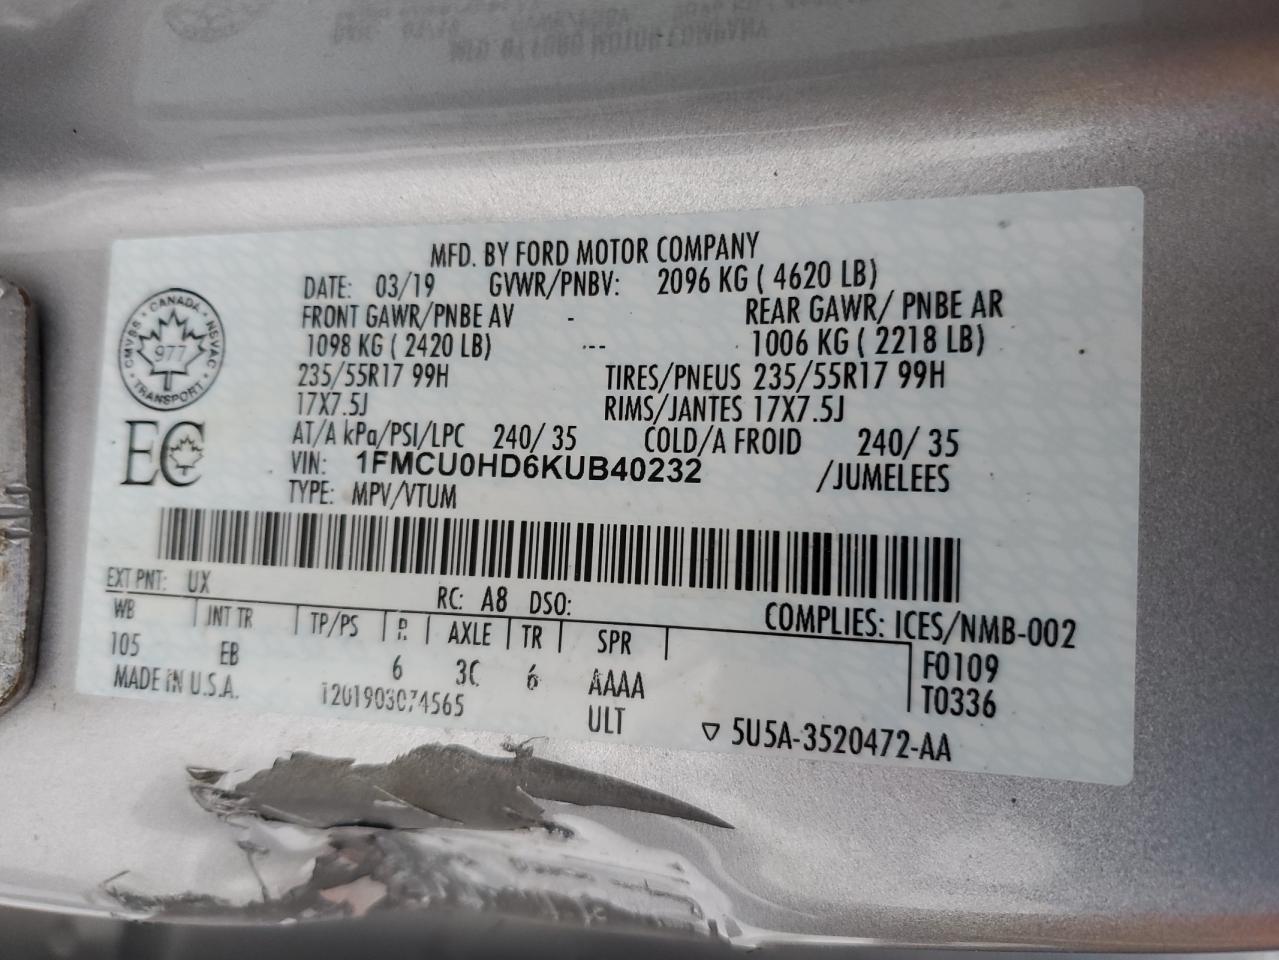 MFD. BY FORD MOTOR COMPANY
DATE: 03/19 GVWR/PNBV: 2096 KG ( 4620 LB)
FRONT GAWR/PNBE AV - REAR GAWR/ PNBE AR
1098 KG ( 2420 LB) --- 1006 KG ( 2218 LB)
235/55R17 99H TIRES/PNEUS 235/55R17 99H
17X7.5J RIMS/JANTES 17X7.5J
AT/A kPa/PSI/LPC 240/ 35 COLD/A FROID 240/ 35
VIN: 1FMCU0HD6KUB40232 /JUMELEES
TYPE: MPV/VTUM
CANADA • NSVAC • TRANSPORT • CMVSS
977
EC
EXT PNT: UX RC: A8 DSO: COMPLIES: ICES/NMB-002
WB | INT TR | TP/PS | R | AXLE | TR | SPR |
105 EB 6 3C 6 AAAA F0109
MADE IN U.S.A. T201903074565 ULT T0336
5U5A-3520472-AA